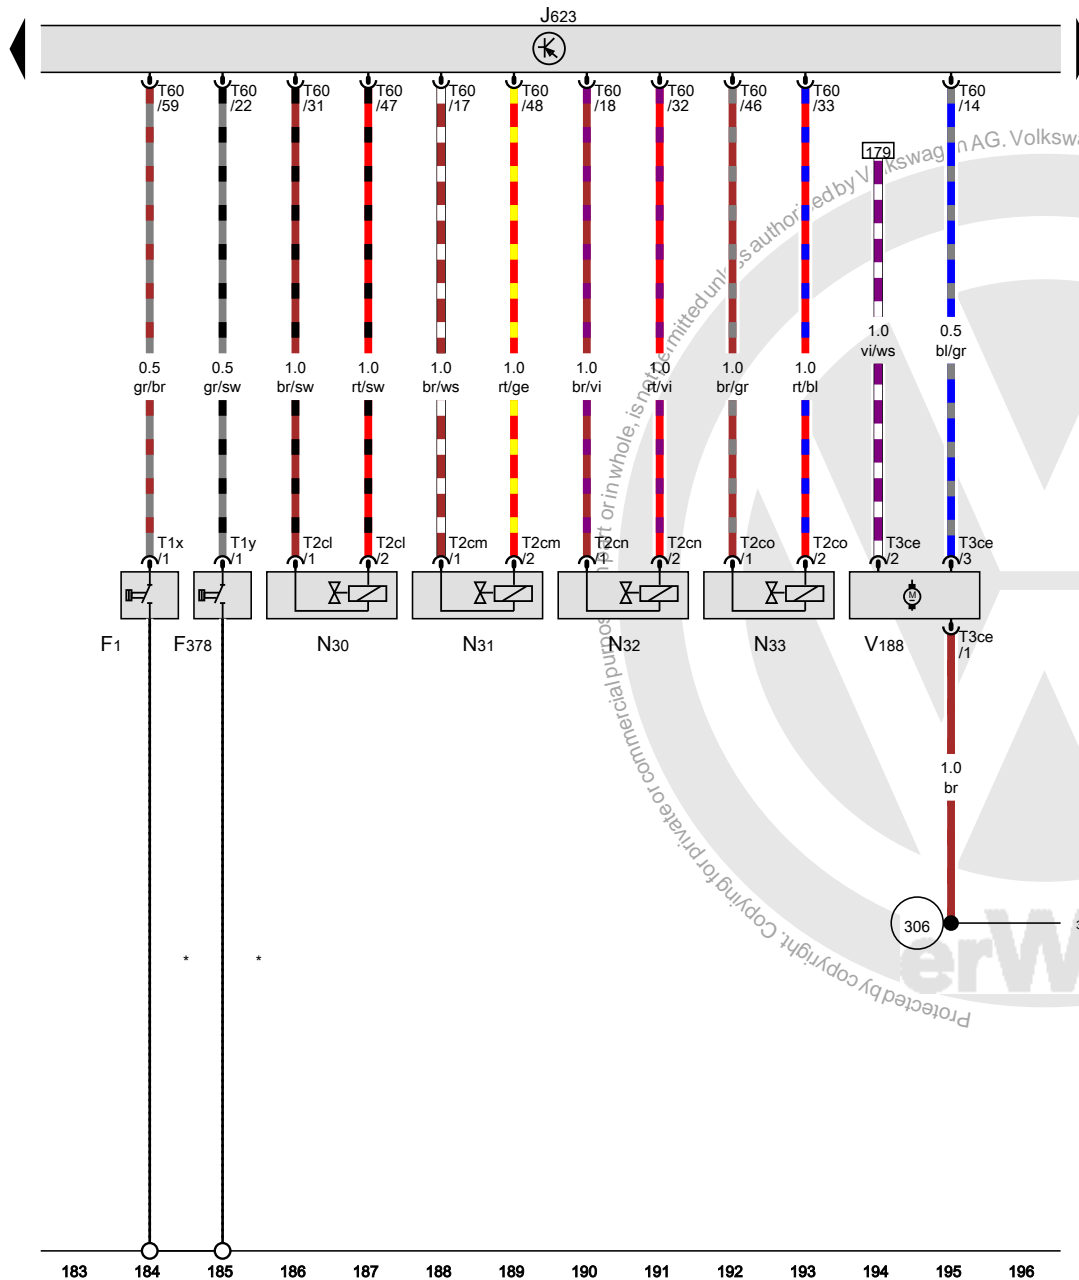 J623
T60 T60 T60 T60 T60 T60 T60 T60 T60 T60 T60
/59 /22 /31 /47 /17 /48 /18 /32 /46 /33 /14
179
1.0 0.5
vi/ws bl/gr
0.5 0.5 1.0 1.0 1.0 1.0 1.0 1.0 1.0 1.0
gr/br gr/sw br/sw rt/sw br/ws rt/ge br/vi rt/vi br/gr rt/bl
T1x T1y T2cl T2cl T2cm T2cm T2cn T2cn T2co T2co T3ce T3ce
/1 /1 /1 /2 /1 /2 /1 /2 /1 /2 /2 /3
M
F1 F378 N30 N31 N32 N33 V188 T3ce
/1
1.0
br
306
* *
183 184 185 186 187 188 189 190 191 192 193 194 195 196
Protected by copyright. Copying for private or commercial purposes, in part or in whole, is not permitted unless authorised by Volkswagen AG. Volkswa
erW